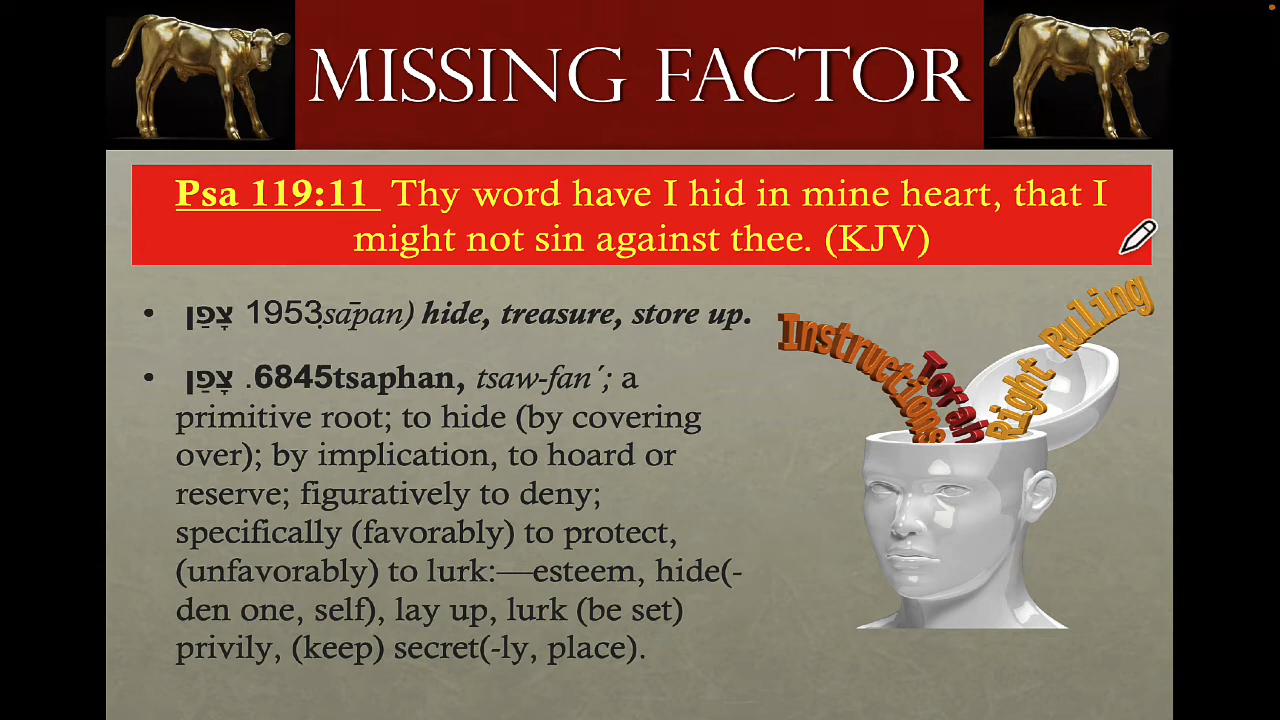 MISSING FACTOR
Psa 119:11 Thy word have I hid in mine heart, that I
might not sin against thee. (KJV)
• צָפַן 1953ṣāpan) hide, treasure, store up.
• צָפַן .6845tsaphan, tsaw-fan´; a
primitive root; to hide (by covering
over); by implication, to hoard or
reserve; figuratively to deny;
specifically (favorably) to protect,
(unfavorably) to lurk:—esteem, hide(-
den one, self), lay up, lurk (be set)
privily, (keep) secret(-ly, place).
Instructions
Torah
Right Ruling